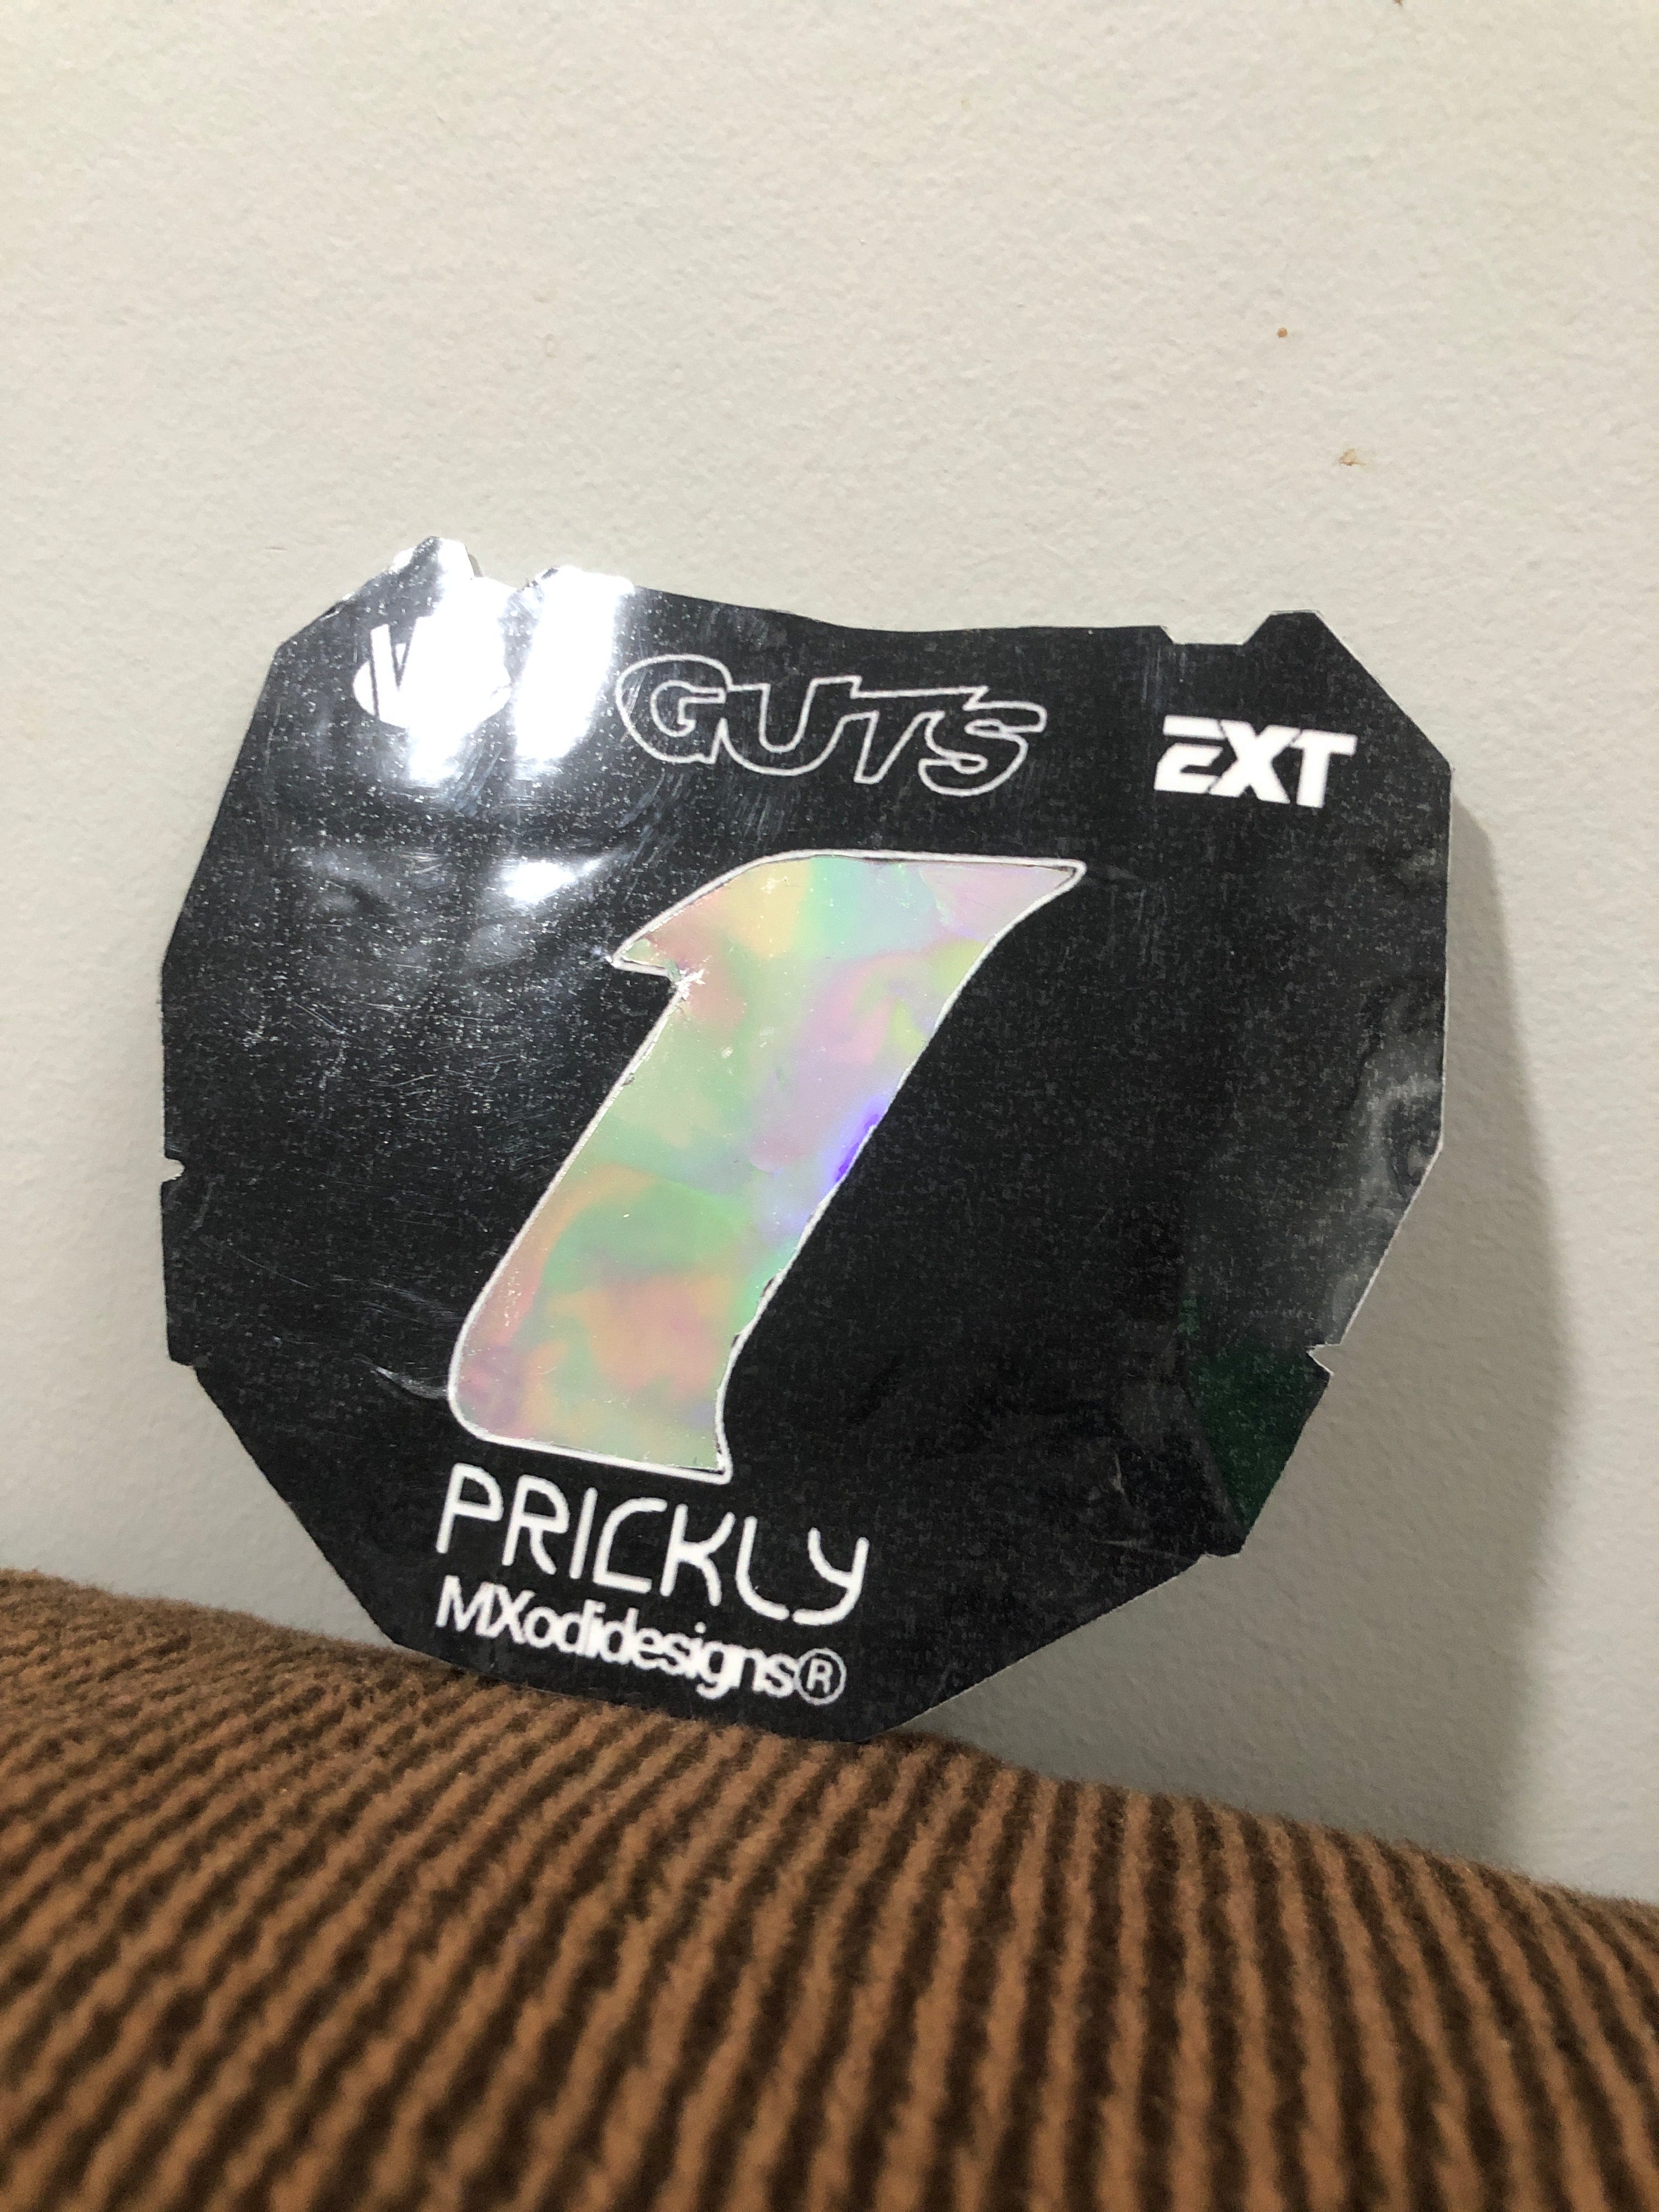 GUTS
EXT
1
PRICKLY
MXodidesigns®